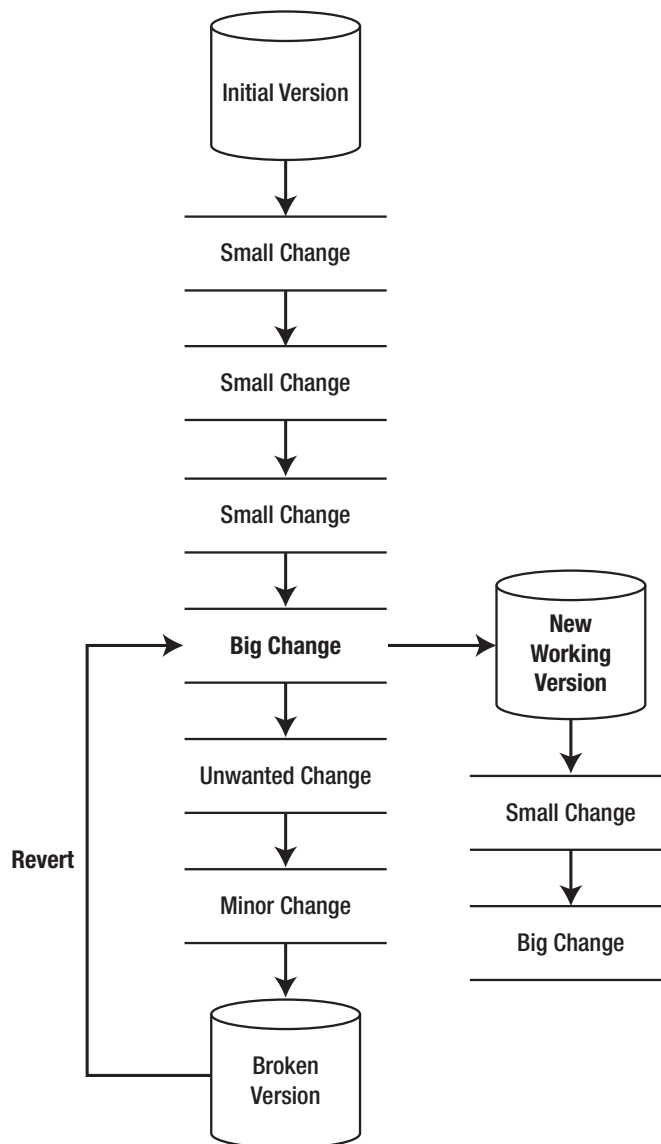 Initial Version
Small Change
Small Change
Small Change
Big Change
New
Working
Version
Unwanted Change
Small Change
Revert
Minor Change
Big Change
Broken
Version